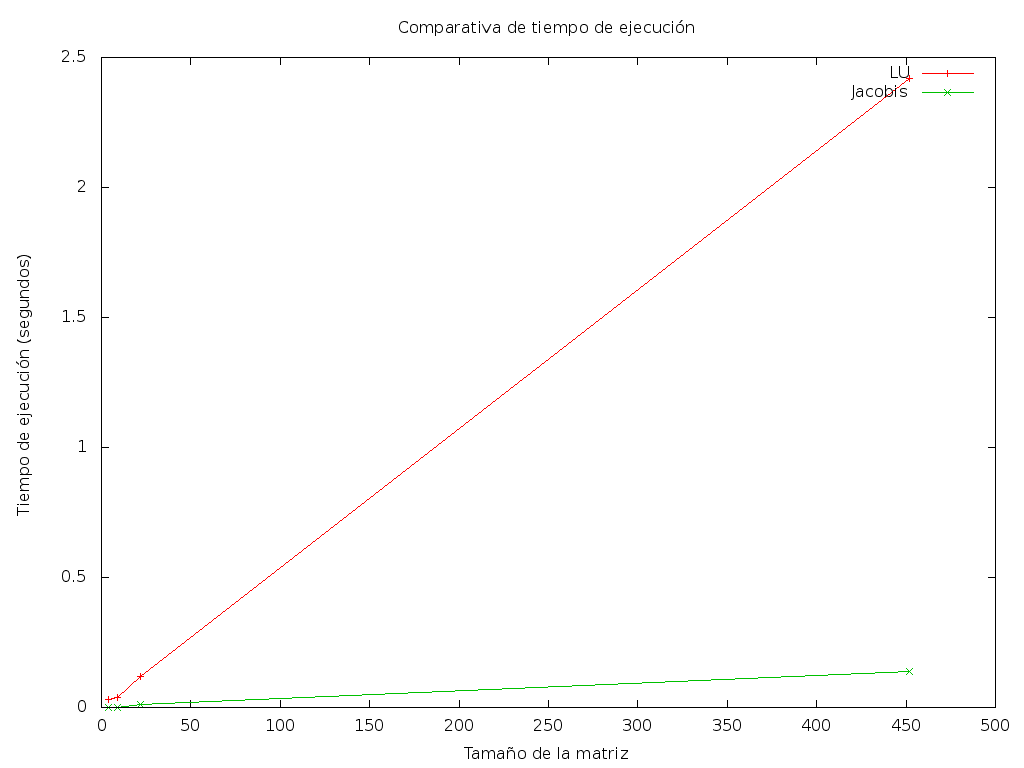 Comparativa de tiempo de ejecución
LU
Jacobis
2.5
2
1.5
1
0.5
0
Tiempo de ejecución (segundos)
0 50 100 150 200 250 300 350 400 450 500
Tamaño de la matriz